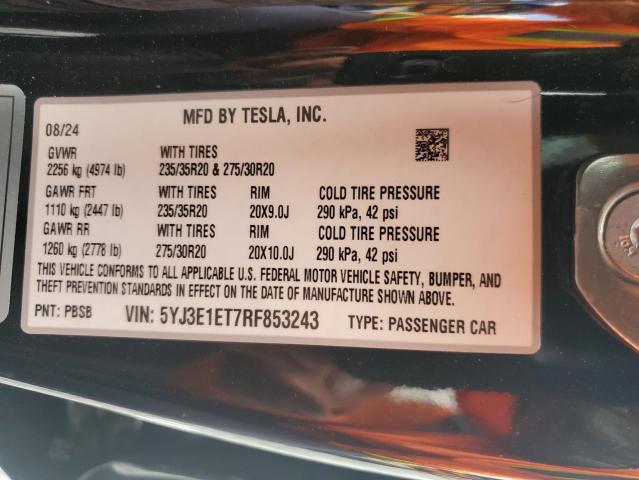 MFD BY TESLA, INC.
08/24
GVWR WITH TIRES
2256 kg (4974 lb) 235/35R20 & 275/30R20
GAWR FRT WITH TIRES RIM COLD TIRE PRESSURE
1110 kg (2447 lb) 235/35R20 20X9.0J 290 kPa, 42 psi
GAWR RR WITH TIRES RIM COLD TIRE PRESSURE
1260 kg (2778 lb) 275/30R20 20X10.0J 290 kPa, 42 psi
THIS VEHICLE CONFORMS TO ALL APPLICABLE U.S. FEDERAL MOTOR VEHICLE SAFETY, BUMPER, AND
THEFT PREVENTION STANDARDS IN EFFECT ON THE DATE OF MANUFACTURE SHOWN ABOVE.
PNT: PBSB VIN: 5YJ3E1ET7RF853243 TYPE: PASSENGER CAR